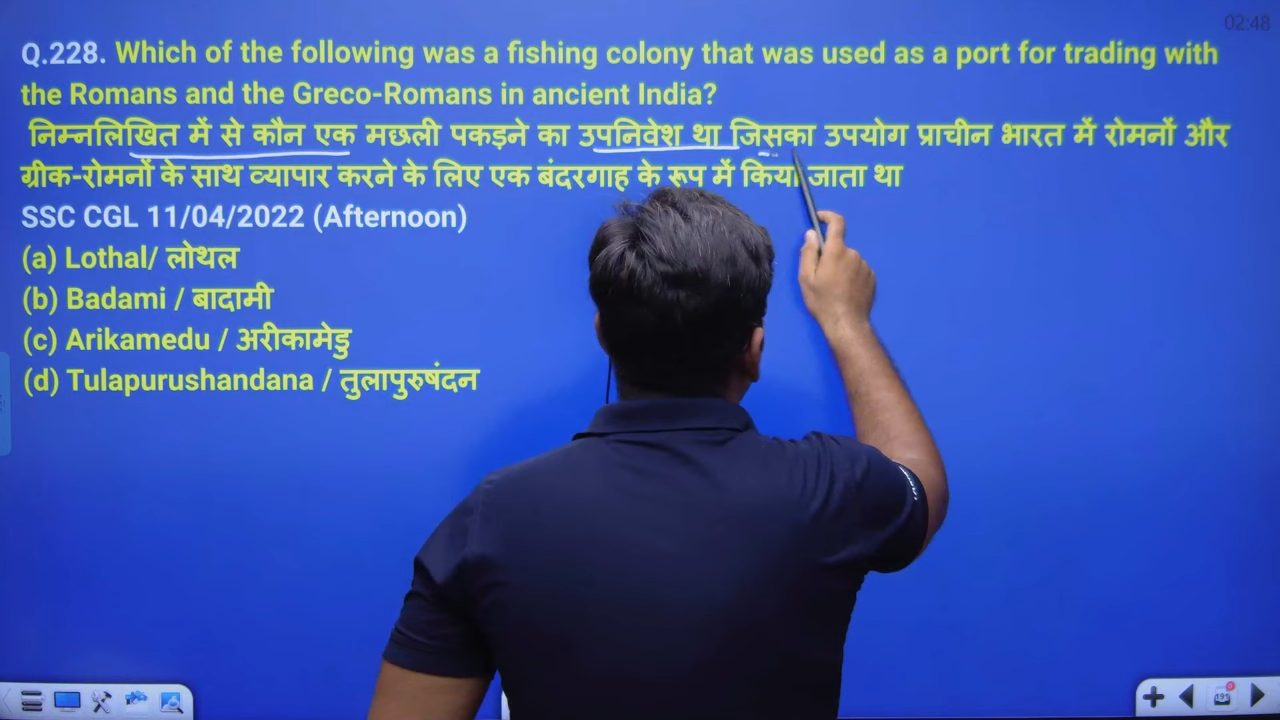 02:48
Q.228. Which of the following was a fishing colony that was used as a port for trading with
the Romans and the Greco-Romans in ancient India?
निम्नलिखित में से कौन एक मछली पकड़ने का उपनिवेश था जिसका उपयोग प्राचीन भारत में रोमनों और
ग्रीक-रोमनों के साथ व्यापार करने के लिए एक बंदरगाह के रूप में किया जाता था
SSC CGL 11/04/2022 (Afternoon)
(a) Lothal/ लोथल
(b) Badami / बादामी
(c) Arikamedu / अरीकामेडु
(d) Tulapurushandana / तुलापुरुषंदन